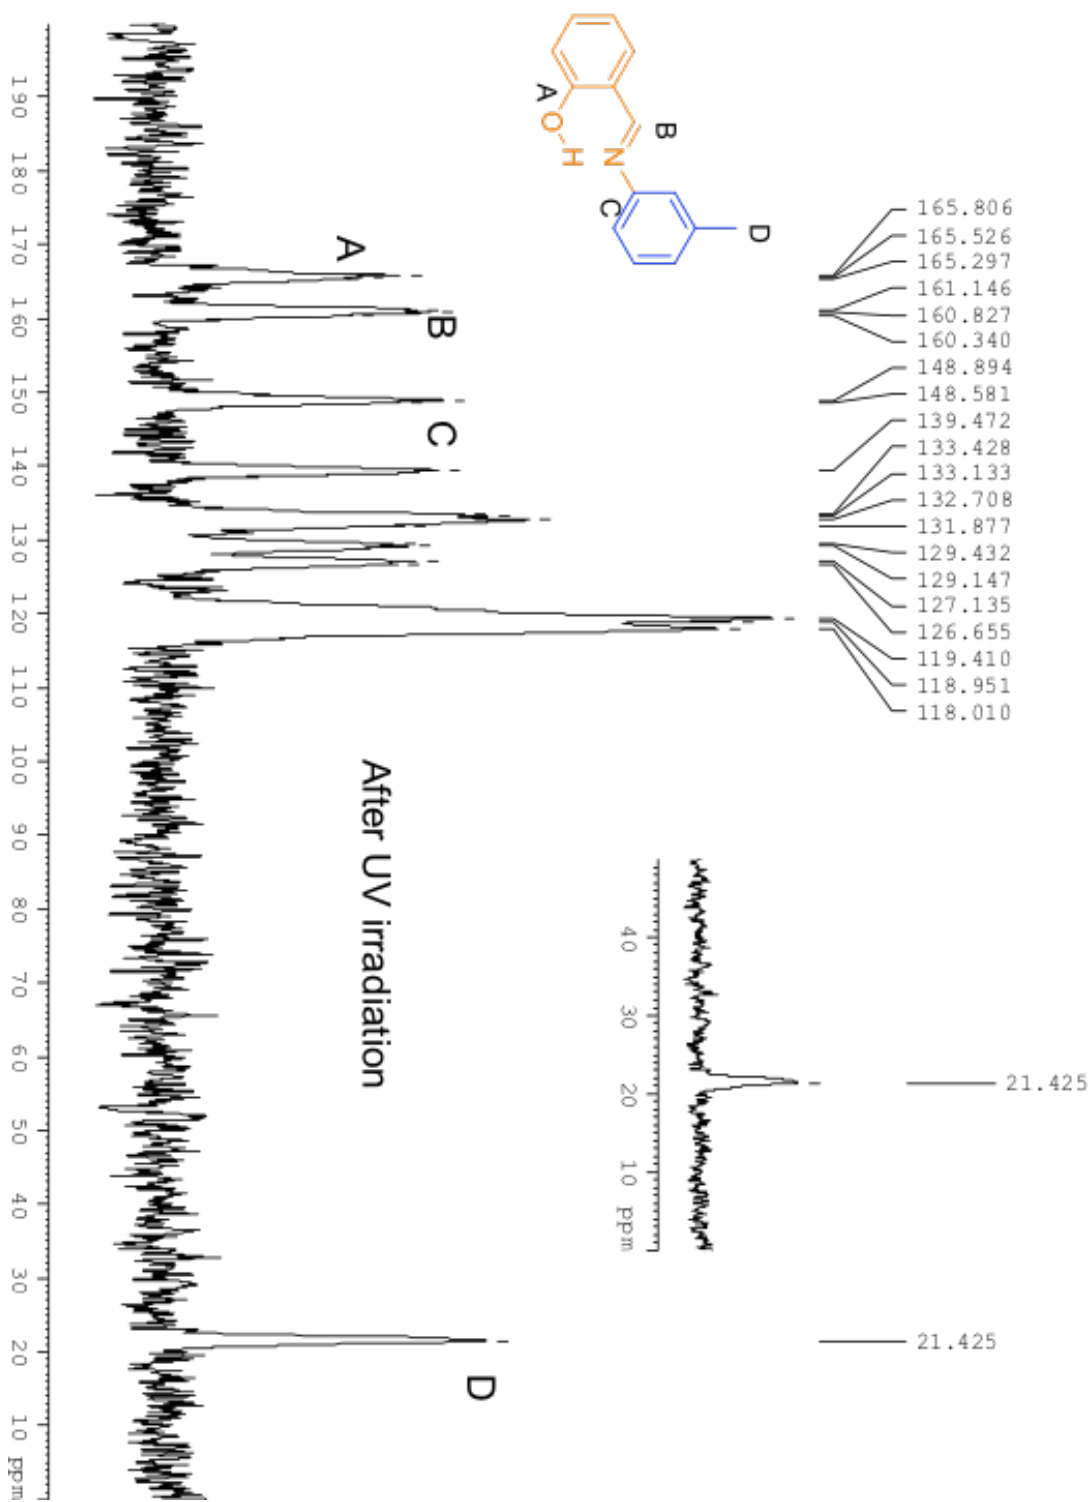 A
O
H
B
N
C
D
165.806
165.526
165.297
161.146
160.827
160.340
148.894
148.581
139.472
133.428
133.133
132.708
131.877
129.432
129.147
127.135
126.655
119.410
118.951
118.010
21.425
21.425
40 30 20 10 ppm
A
B
C
D
After UV irradiation
190 180 170 160 150 140 130 120 110 100 90 80 70 60 50 40 30 20 10 ppm